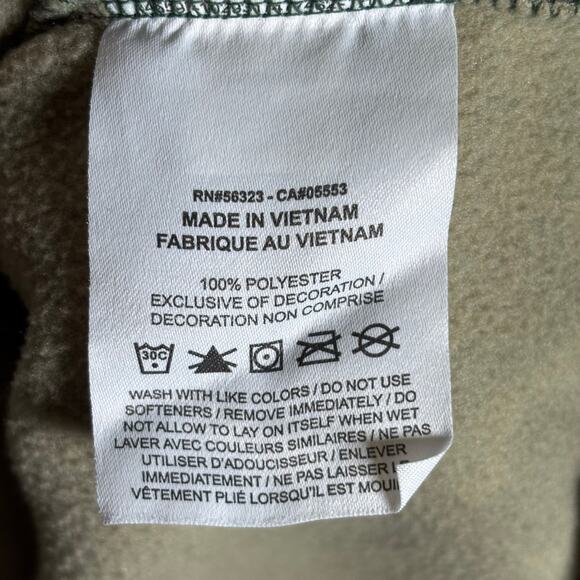 RN#56323 - CA#05553
MADE IN VIETNAM
FABRIQUE AU VIETNAM
100% POLYESTER
EXCLUSIVE OF DECORATION /
DECORATION NON COMPRISE
30C
WASH WITH LIKE COLORS / DO NOT USE
SOFTENERS / REMOVE IMMEDIATELY / DO
NOT ALLOW TO LAY ON ITSELF WHEN WET
LAVER AVEC COULEURS SIMILAIRES / NE PAS
UTILISER D'ADOUCISSEUR / ENLEVER
IMMÉDIATEMENT / NE PAS LAISSER
VÊTEMENT PLIÉ LORSQU'IL EST